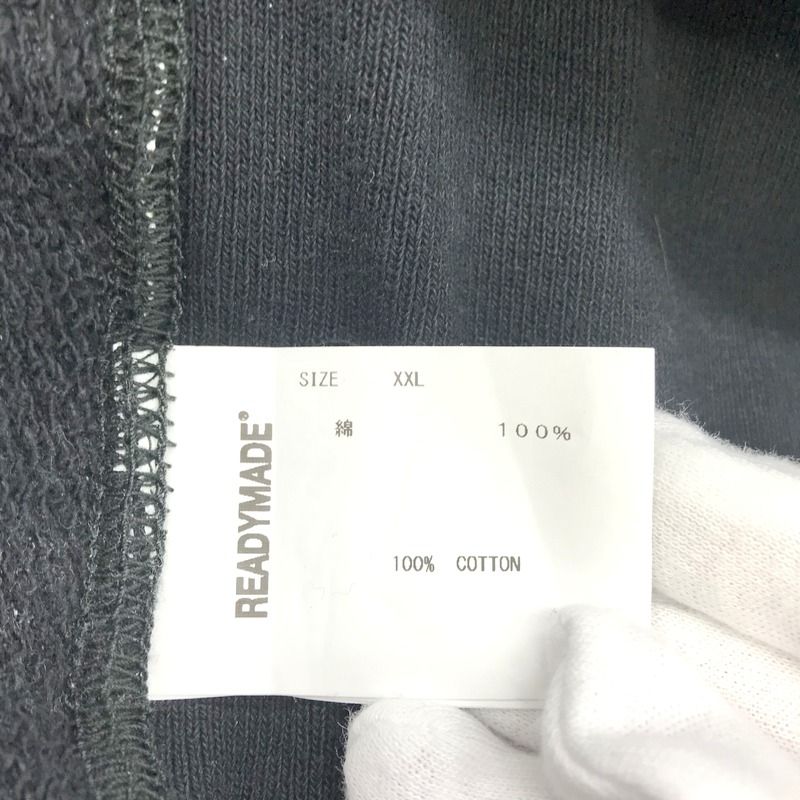 READYMADE®
SIZE XXL
綿 100%
100% COTTON